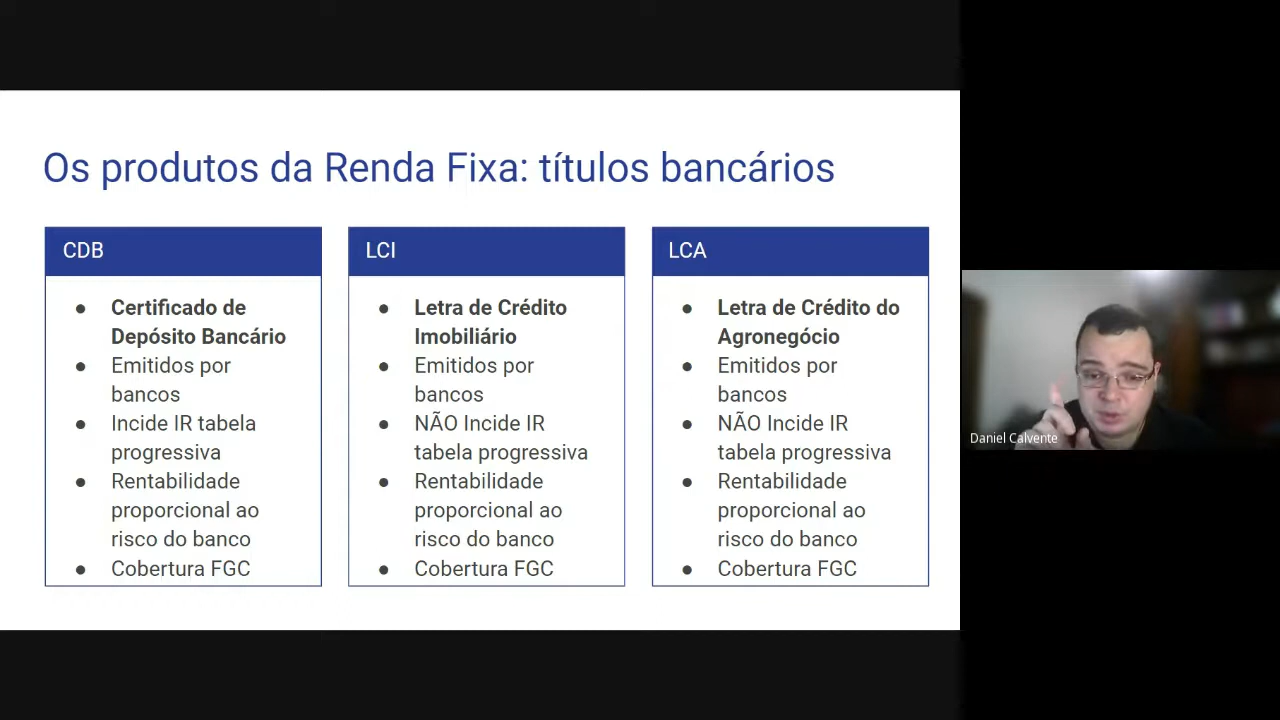 Os produtos da Renda Fixa: títulos bancários
CDB
Certificado de
Depósito Bancário
Emitidos por
bancos
Incide IR tabela
progressiva
Rentabilidade
proporcional ao
risco do banco
Cobertura FGC
LCI
Letra de Crédito
Imobiliário
Emitidos por
bancos
NÃO Incide IR
tabela progressiva
Rentabilidade
proporcional ao
risco do banco
Cobertura FGC
LCA
Letra de Crédito do
Agronegócio
Emitidos por
bancos
NÃO Incide IR
tabela progressiva
Rentabilidade
proporcional ao
risco do banco
Cobertura FGC
Daniel Calvente